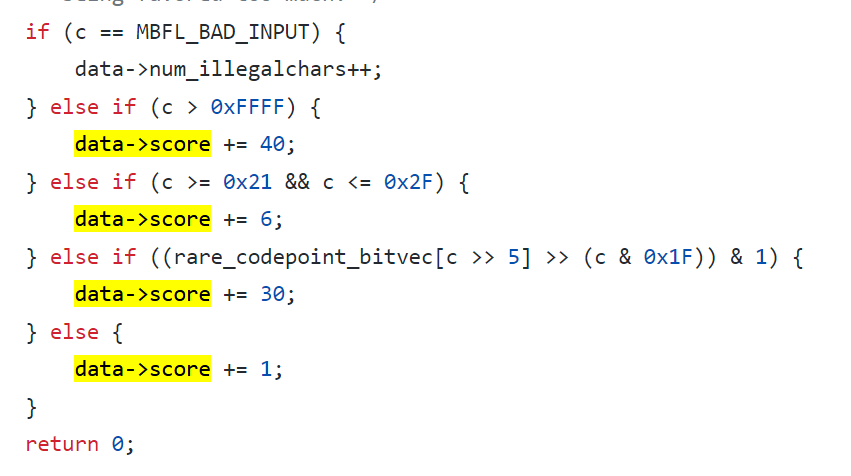 if (c == MBFL_BAD_INPUT) {
data->num_illegalchars++;
} else if (c > 0xFFFF) {
data->score += 40;
} else if (c >= 0x21 && c <= 0x2F) {
data->score += 6;
} else if ((rare_codepoint_bitvec[c >> 5] >> (c & 0x1F)) & 1) {
data->score += 30;
} else {
data->score += 1;
}
return 0;